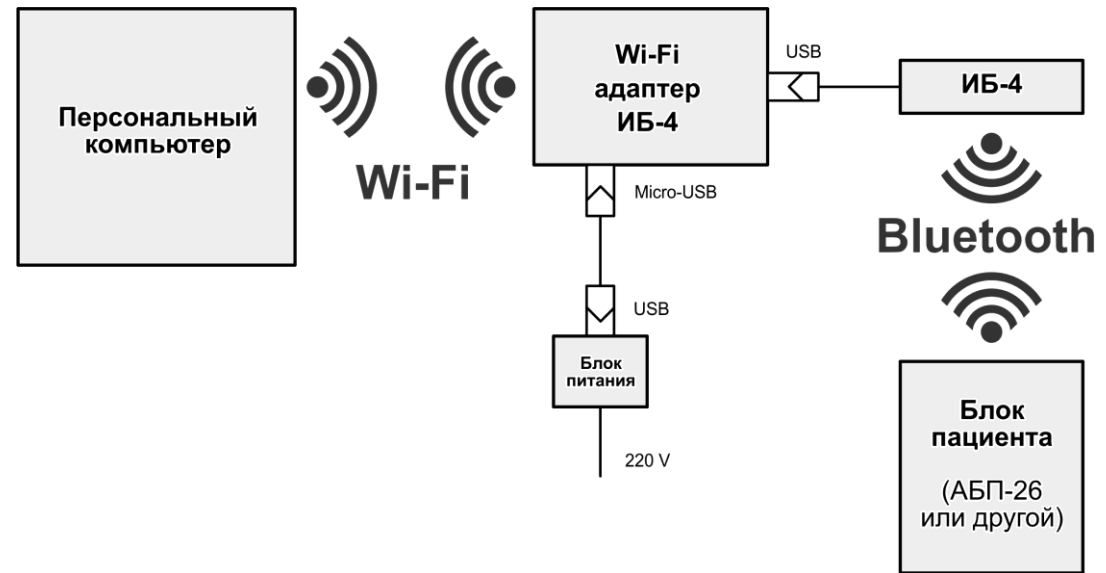 Персональный
компьютер
Wi-Fi
Wi-Fi
адаптер
ИБ-4
USB
ИБ-4
Micro-USB
USB
Блок
питания
220 V
Bluetooth
Блок
пациента
(АБП-26
или другой)